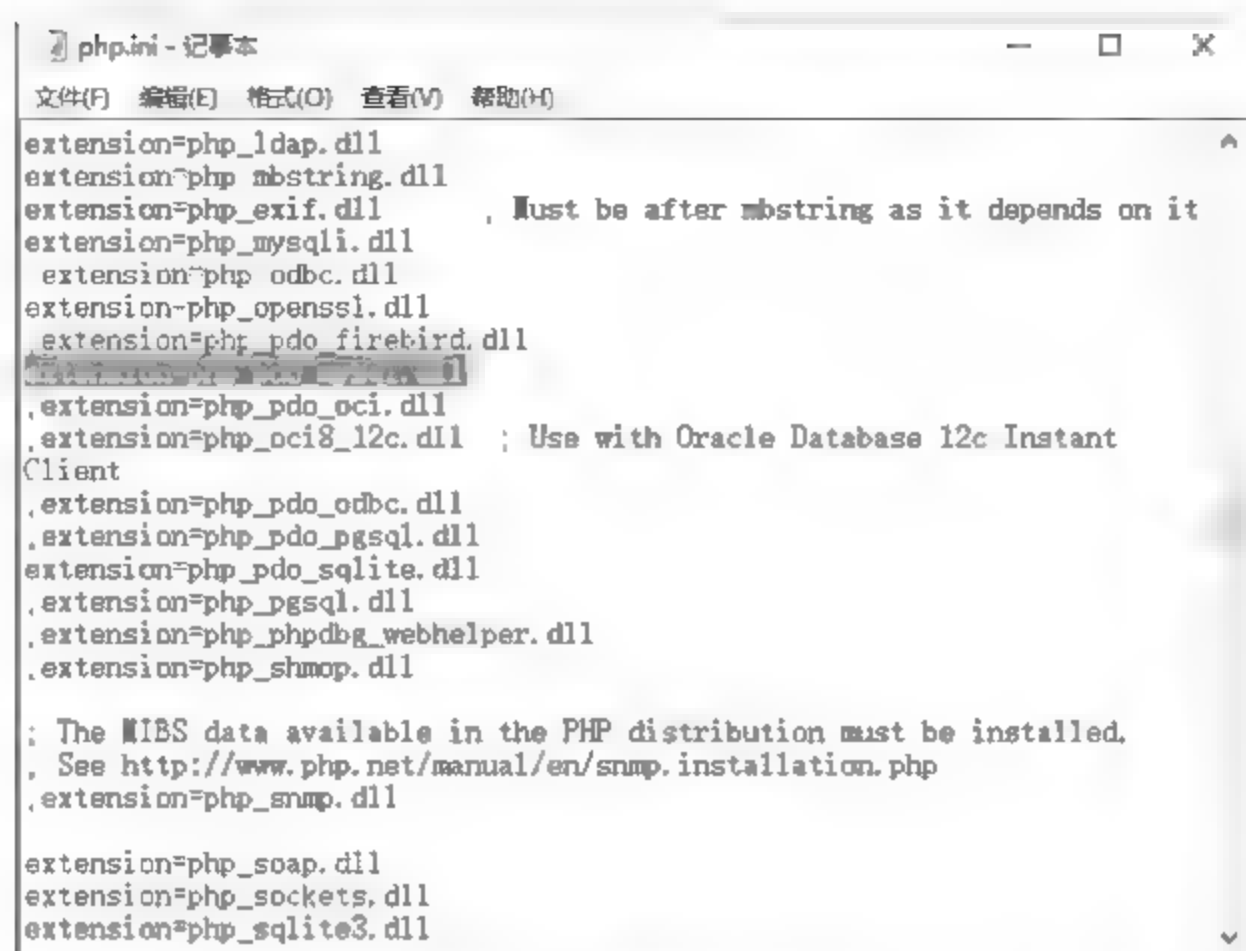 php.ini - 记事本
文件(F) 编辑(E) 格式(O) 查看(V) 帮助(H)
extension=php_ldap.dll
extension=php_mbstring.dll
extension=php_exif.dll , Must be after mbstring as it depends on it
extension=php_mysqli.dll
extension=php_odbc.dll
extension=php_openssl.dll
extension=php_pdo_firebird.dll
,extension=php_pdo_oci.dll
,extension=php_oci8_12c.dll ; Use with Oracle Database 12c Instant
Client
,extension=php_pdo_odbc.dll
,extension=php_pdo_pgsql.dll
extension=php_pdo_sqlite.dll
,extension=php_pgsql.dll
,extension=php_phpdbg_webhelper.dll
,extension=php_shmop.dll
; The MIBS data available in the PHP distribution must be installed.
, See http://www.php.net/manual/en/snmp.installation.php
,extension=php_snmp.dll
extension=php_soap.dll
extension=php_sockets.dll
extension=php_sqlite3.dll